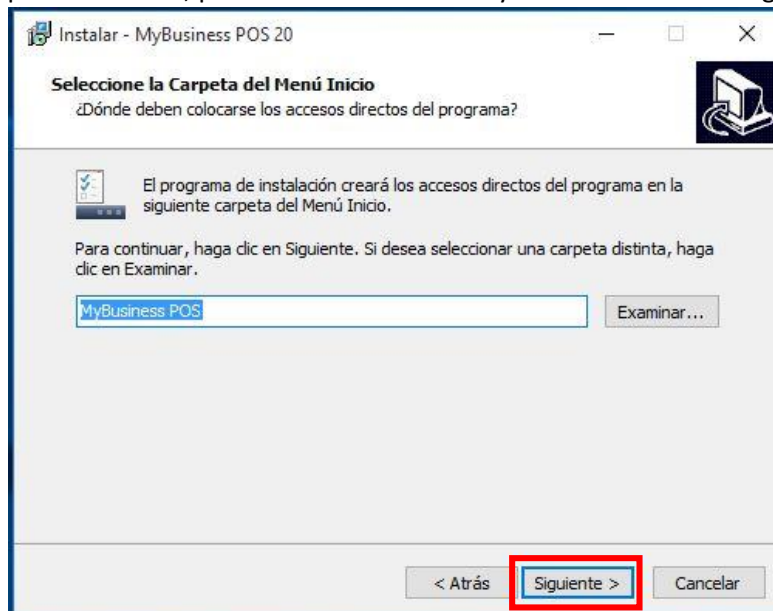 Instalar - MyBusiness POS 20
Seleccione la Carpeta del Menú Inicio
¿Dónde deben colocarse los accesos directos del programa?
El programa de instalación creará los accesos directos del programa en la
siguiente carpeta del Menú Inicio.
Para continuar, haga clic en Siguiente. Si desea seleccionar una carpeta distinta, haga
clic en Examinar.
MyBusiness POS
Examinar...
< Atrás
Siguiente >
Cancelar